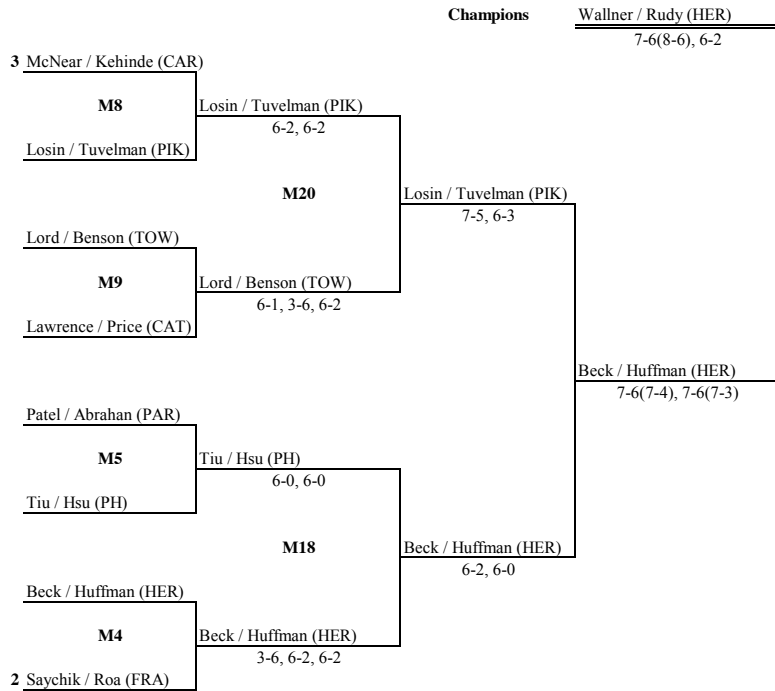 Champions Wallner / Rudy (HER)
7-6(8-6), 6-2
3 McNear / Kehinde (CAR)
M8 Losin / Tuvelman (PIK)
6-2, 6-2
Losin / Tuvelman (PIK)
M20 Losin / Tuvelman (PIK)
7-5, 6-3
Lord / Benson (TOW)
M9 Lord / Benson (TOW)
6-1, 3-6, 6-2
Lawrence / Price (CAT)
Beck / Huffman (HER)
7-6(7-4), 7-6(7-3)
Patel / Abrahan (PAR)
M5 Tiu / Hsu (PH)
6-0, 6-0
Tiu / Hsu (PH)
M18 Beck / Huffman (HER)
6-2, 6-0
Beck / Huffman (HER)
M4 Beck / Huffman (HER)
3-6, 6-2, 6-2
2 Saychik / Roa (FRA)